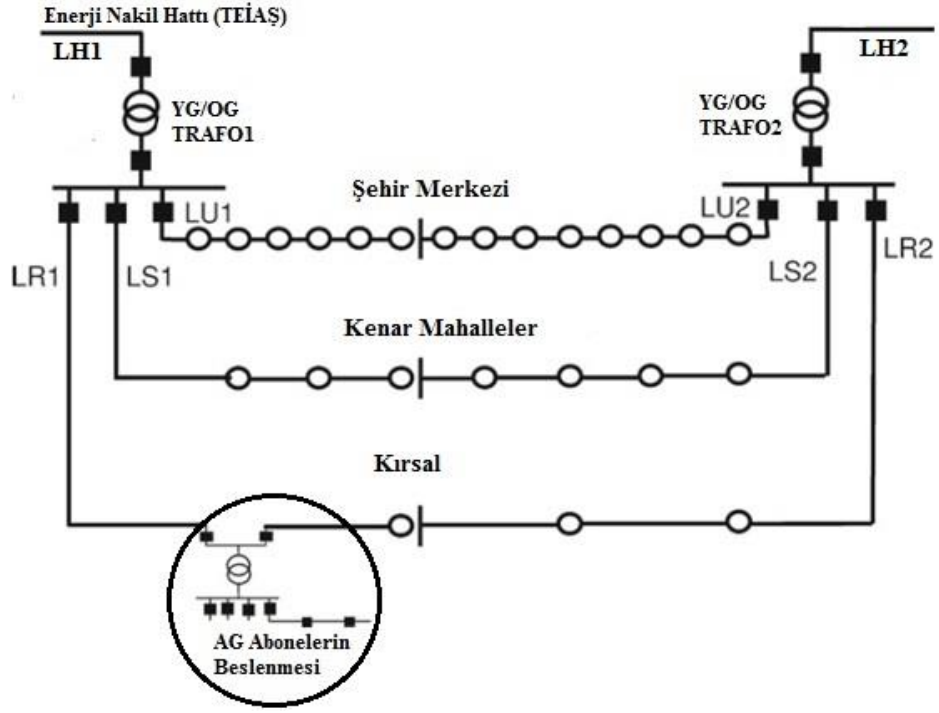 Enerji Nakil Hattı (TEİAŞ)
LH1
LH2
YG/OG
TRAFO1
YG/OG
TRAFO2
Şehir Merkezi
LU1
LU2
LR1
LS1
LS2
LR2
Kenar Mahalleler
Kırsal
AG Abonelerin
Beslenmesi